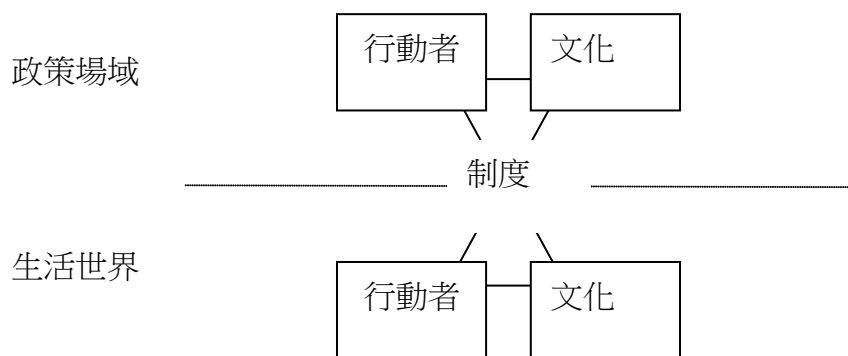 行動者 文化
政策場域
制度
生活世界
行動者 文化